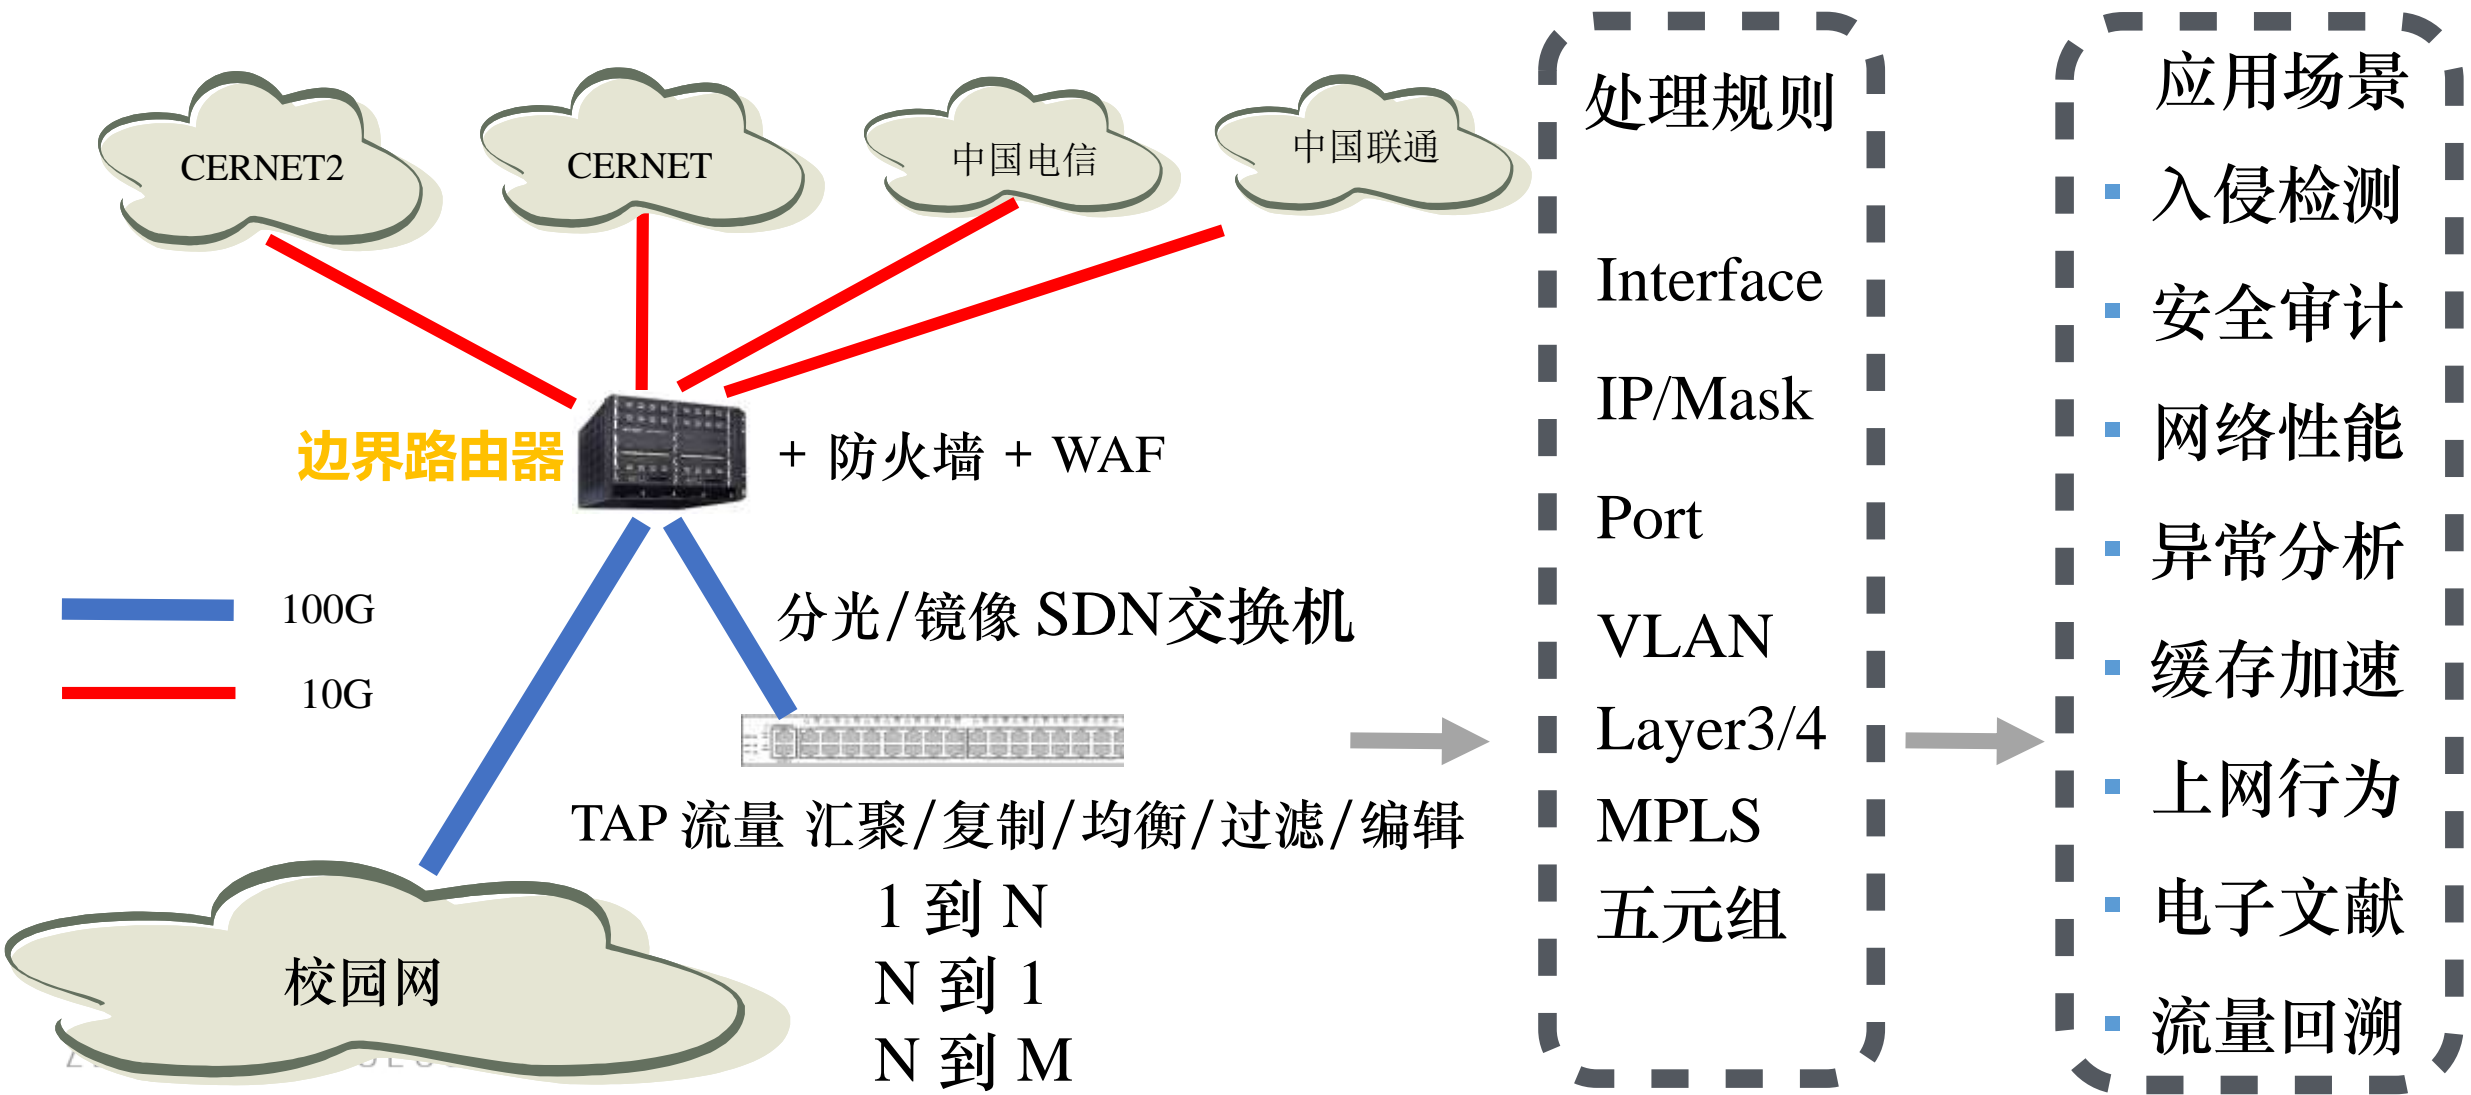 CERNET2
CERNET
中国电信
中国联通
边界路由器
+ 防火墙 + WAF
100G
10G
分光/镜像 SDN交换机
TAP 流量 汇聚/复制/均衡/过滤/编辑
1 到 N
N 到 1
N 到 M
校园网
处理规则
Interface
IP/Mask
Port
VLAN
Layer3/4
MPLS
五元组
应用场景
▪ 入侵检测
▪ 安全审计
▪ 网络性能
▪ 异常分析
▪ 缓存加速
▪ 上网行为
▪ 电子文献
▪ 流量回溯